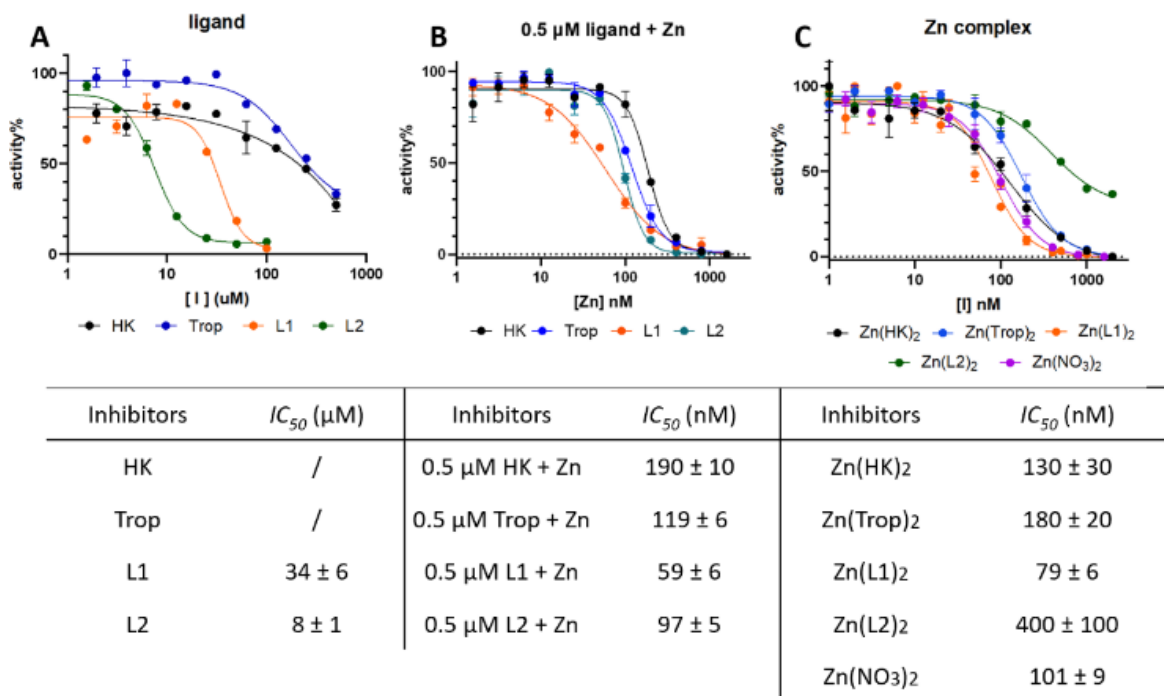 A
ligand
activity%
100
50
0
1
10
100
1000
[ I ] (uM)
HK Trop L1 L2
B
0.5 μM ligand + Zn
activity%
100
50
0
1
10
100
1000
[Zn] nM
HK Trop L1 L2
C
Zn complex
activity%
100
50
0
1
10
100
1000
[I] nM
Zn(HK)2 Zn(Trop)2 Zn(L1)2
Zn(L2)2 Zn(NO3)2
Inhibitors IC50 (μM) Inhibitors IC50 (nM) Inhibitors IC50 (nM)
HK / 0.5 μM HK + Zn 190 ± 10 Zn(HK)2 130 ± 30
Trop / 0.5 μM Trop + Zn 119 ± 6 Zn(Trop)2 180 ± 20
L1 34 ± 6 0.5 μM L1 + Zn 59 ± 6 Zn(L1)2 79 ± 6
L2 8 ± 1 0.5 μM L2 + Zn 97 ± 5 Zn(L2)2 400 ± 100
Zn(NO3)2 101 ± 9